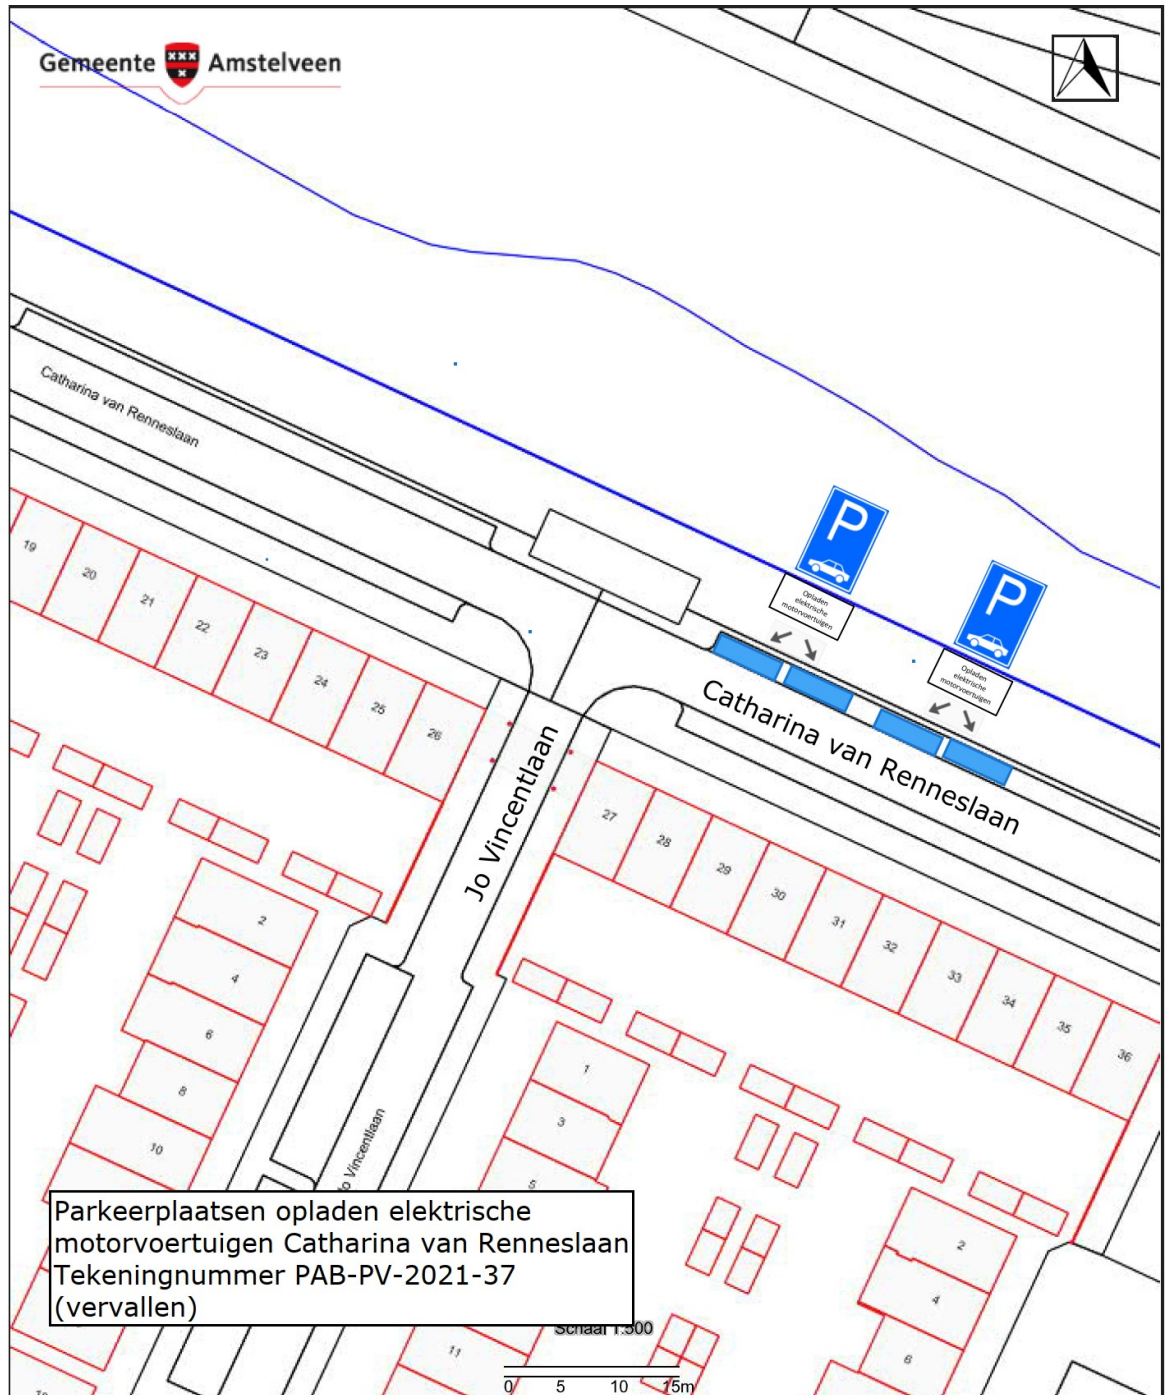 Gemeente Amstelveen
Catharina van Renneslaan
P
Opladen
elektrische
motorvoertuigen
P
Opladen
elektrische
motorvoertuigen
Catharina van Renneslaan
Jo Vincentlaan
19
20
21
22
23
24
25
26
27
28
29
30
31
32
33
34
35
36
2
4
6
8
10
1
3
5
Jo Vincentlaan
2
4
6
11
Parkeerplaatsen opladen elektrische
motorvoertuigen Catharina van Renneslaan
Tekeningnummer PAB-PV-2021-37
(vervallen)
Schaal 1:500
0 5 10 15m